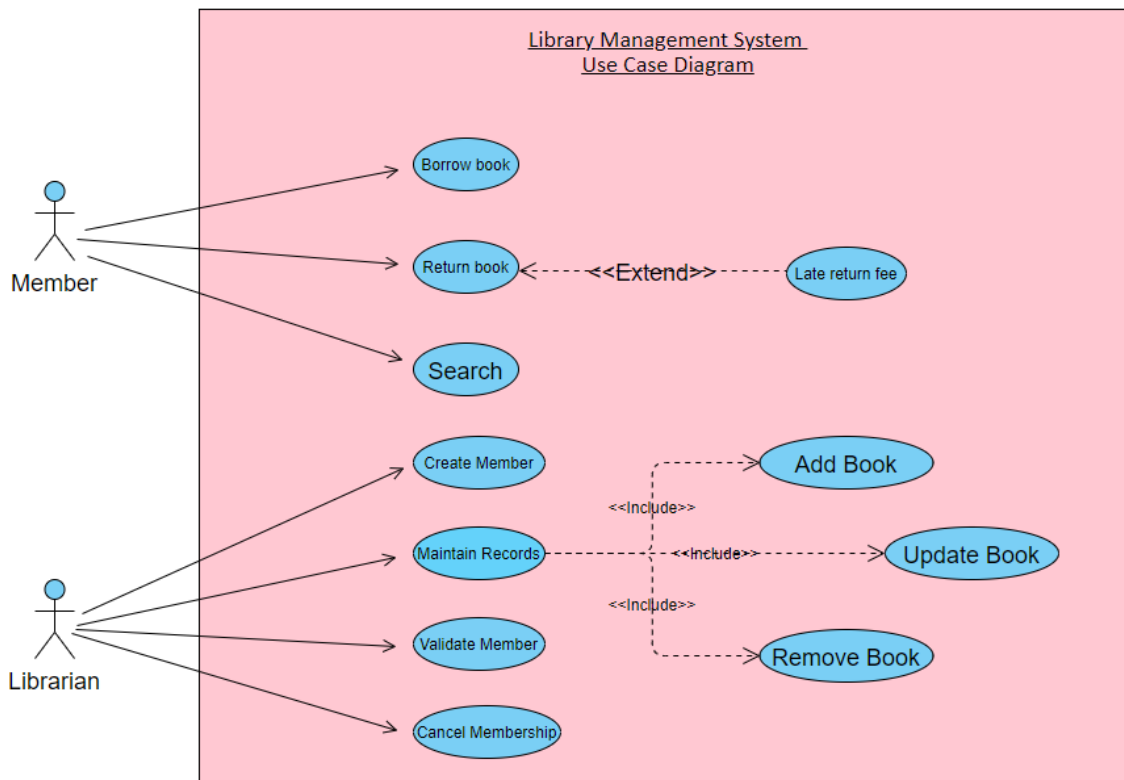 Library Management System
Use Case Diagram
Borrow book
Member
Return book
<<Extend>>
Late return fee
Search
Create Member
Add Book
<<Include>>
Maintain Records
<<Include>>
Update Book
<<Include>>
Librarian
Validate Member
Remove Book
Cancel Membership